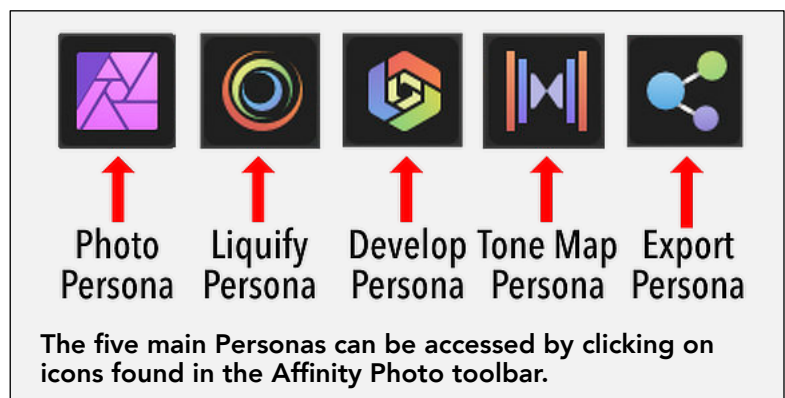 Photo Persona
Liquify Persona
Develop Persona
Tone Map Persona
Export Persona
The five main Personas can be accessed by clicking on
icons found in the Affinity Photo toolbar.